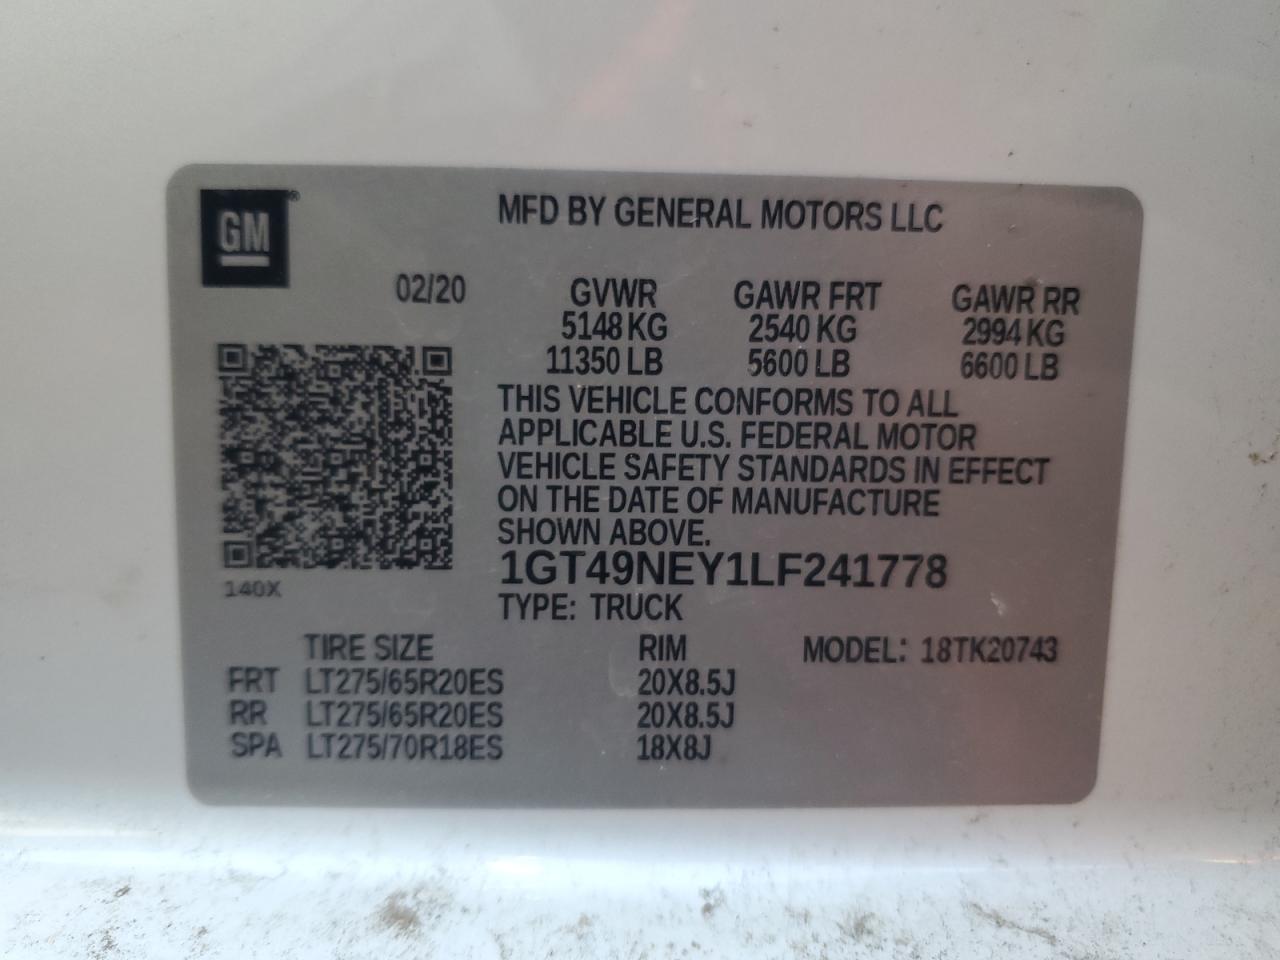 GM®
MFD BY GENERAL MOTORS LLC
02/20 GVWR GAWR FRT GAWR RR
5148 KG 2540 KG 2994 KG
11350 LB 5600 LB 6600 LB
THIS VEHICLE CONFORMS TO ALL
APPLICABLE U.S. FEDERAL MOTOR
VEHICLE SAFETY STANDARDS IN EFFECT
ON THE DATE OF MANUFACTURE
SHOWN ABOVE.
1GT49NEY1LF241778
140X
TYPE: TRUCK
TIRE SIZE RIM MODEL: 18TK20743
FRT LT275/65R20ES 20X8.5J
RR LT275/65R20ES 20X8.5J
SPA LT275/70R18ES 18X8J